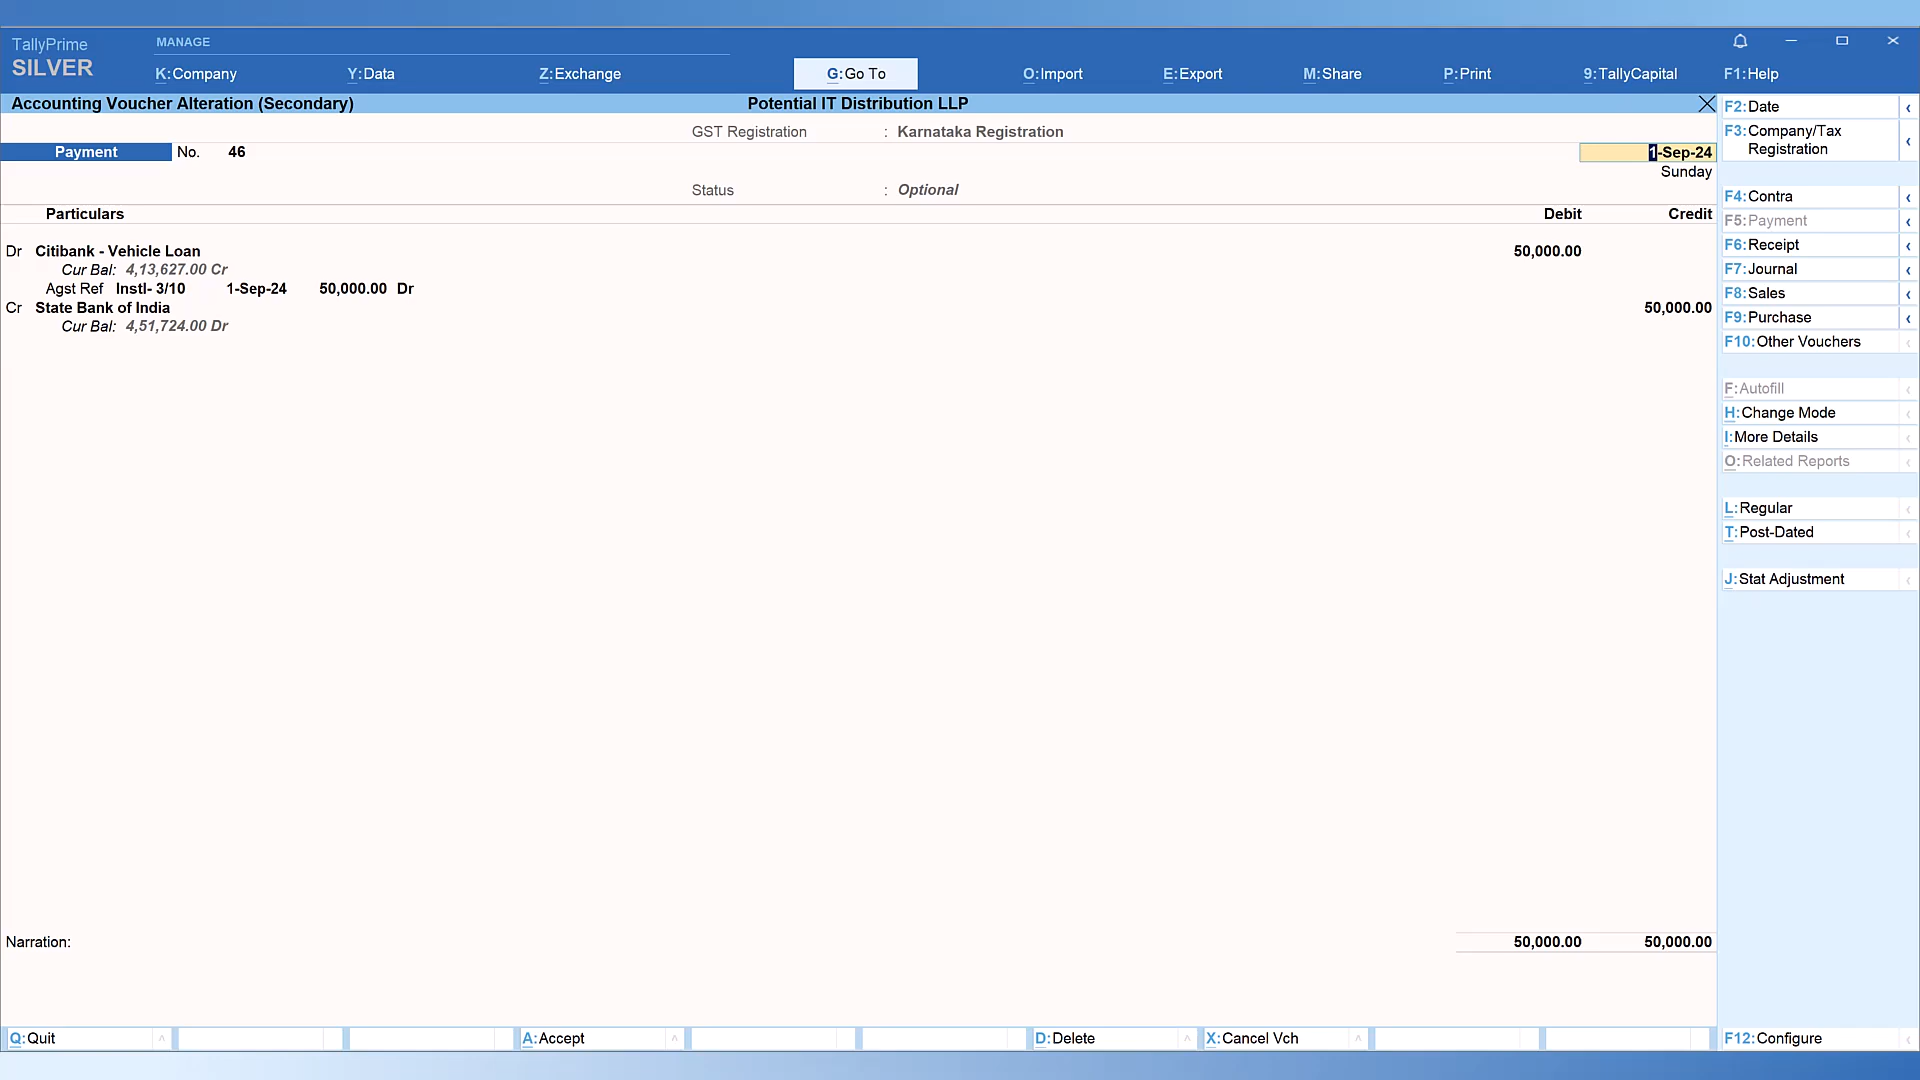 TallyPrime
SILVER
MANAGE
K:Company Y:Data Z:Exchange G:Go To O:Import E:Export M:Share P:Print 9:TallyCapital F1:Help
Accounting Voucher Alteration (Secondary) Potential IT Distribution LLP
GST Registration : Karnataka Registration
Payment No. 46 1-Sep-24
Sunday
Status : Optional
Particulars Debit Credit
Dr Citibank - Vehicle Loan 50,000.00
Cur Bal: 4,13,627.00 Cr
Agst Ref Instl- 3/10 1-Sep-24 50,000.00 Dr
Cr State Bank of India 50,000.00
Cur Bal: 4,51,724.00 Dr
Narration: 50,000.00 50,000.00
F2:Date
F3:Company/Tax
Registration
F4:Contra
F5:Payment
F6:Receipt
F7:Journal
F8:Sales
F9:Purchase
F10:Other Vouchers
F:Autofill
H:Change Mode
I:More Details
O:Related Reports
L:Regular
T:Post-Dated
J:Stat Adjustment
Q:Quit A:Accept D:Delete X:Cancel Vch F12:Configure